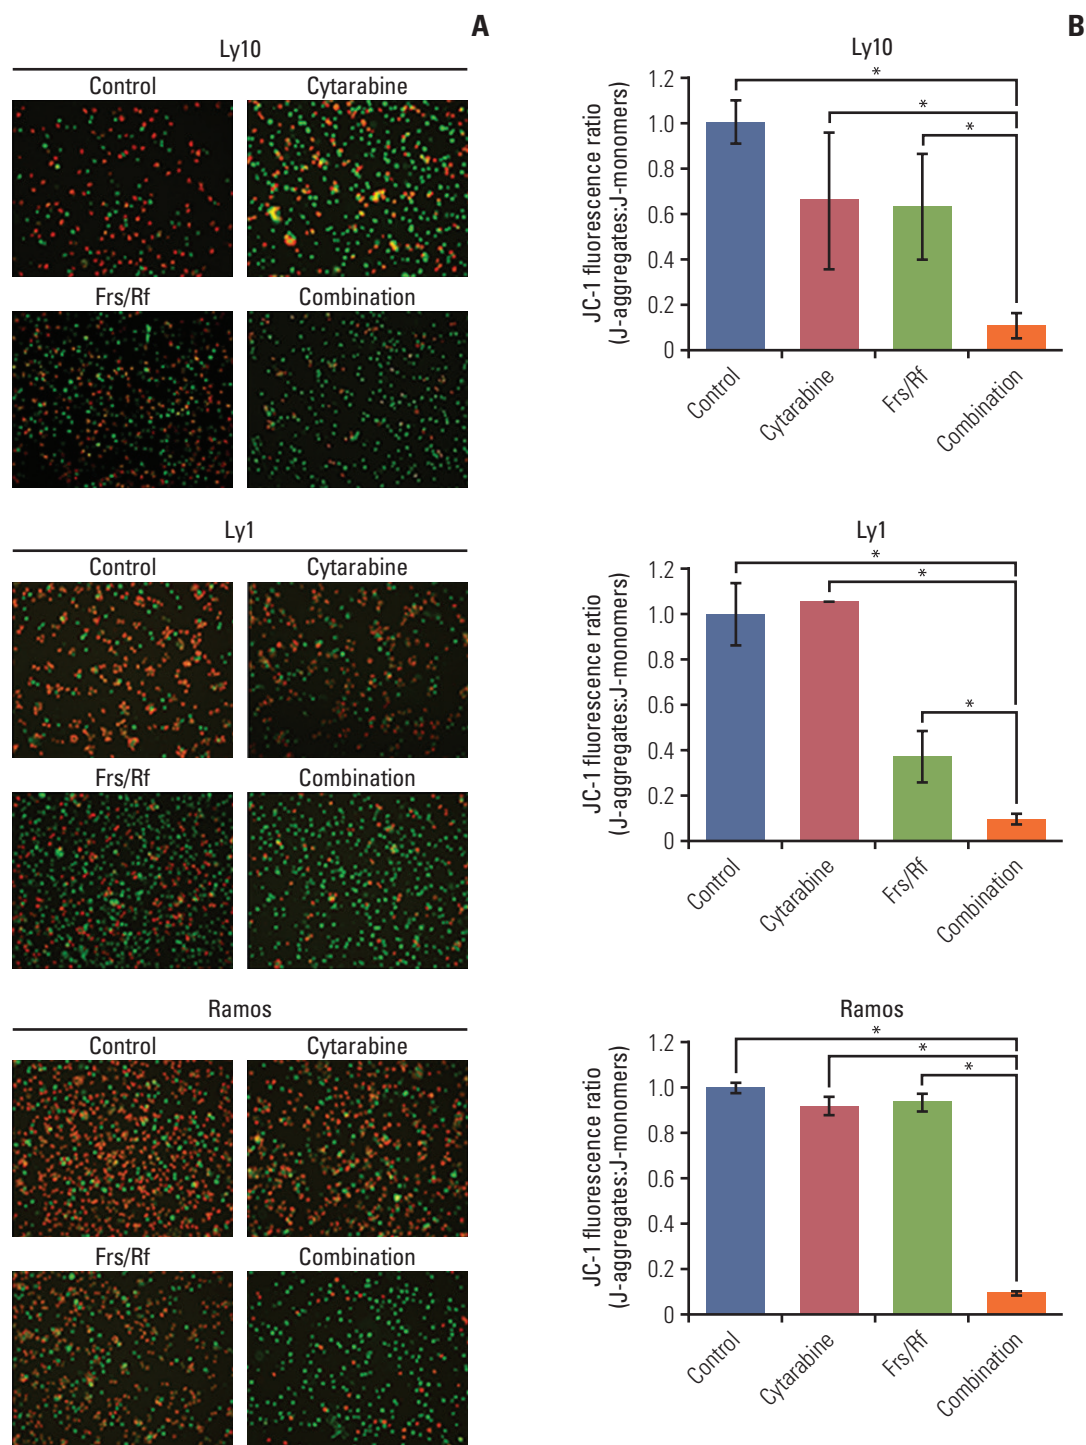 A
Ly10
Control Cytarabine
Frs/Rf Combination
Ly1
Control Cytarabine
Frs/Rf Combination
Ramos
Control Cytarabine
Frs/Rf Combination
B
Ly10
JC-1 fluorescence ratio
(J-aggregates:J-monomers)
1.2
1.0
0.8
0.6
0.4
0.2
0
*
*
*
Control
Cytarabine
Frs/Rf
Combination
Ly1
JC-1 fluorescence ratio
(J-aggregates:J-monomers)
1.2
1.0
0.8
0.6
0.4
0.2
0
*
*
*
Control
Cytarabine
Frs/Rf
Combination
Ramos
JC-1 fluorescence ratio
(J-aggregates:J-monomers)
1.2
1.0
0.8
0.6
0.4
0.2
0
*
*
*
Control
Cytarabine
Frs/Rf
Combination